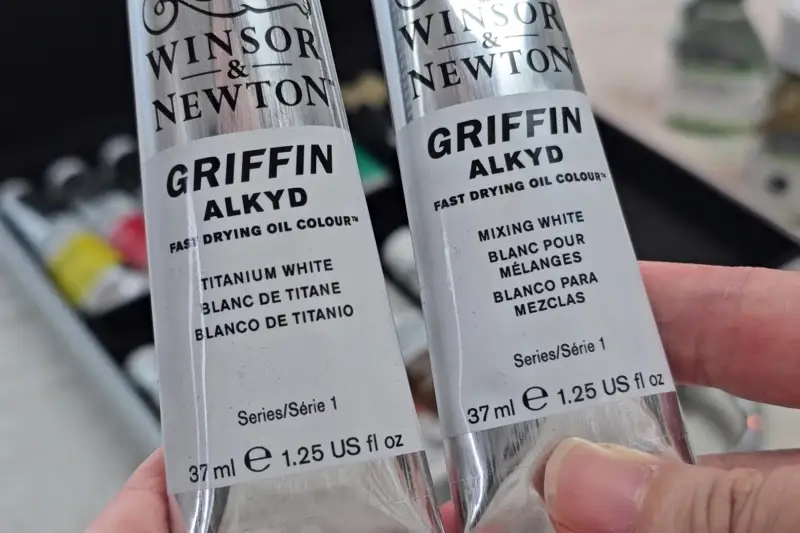 WINSOR
&
NEWTON
GRIFFIN
ALKYD
FAST DRYING OIL COLOUR™
TITANIUM WHITE
BLANC DE TITANE
BLANCO DE TITANIO
Series/Série 1
37 ml e 1.25 US fl oz
WINSOR
&
NEWTON
GRIFFIN
ALKYD
FAST DRYING OIL COLOUR™
MIXING WHITE
BLANC POUR
MÉLANGES
BLANCO PARA
MEZCLAS
Series/Série 1
37 ml e 1.25 US fl oz